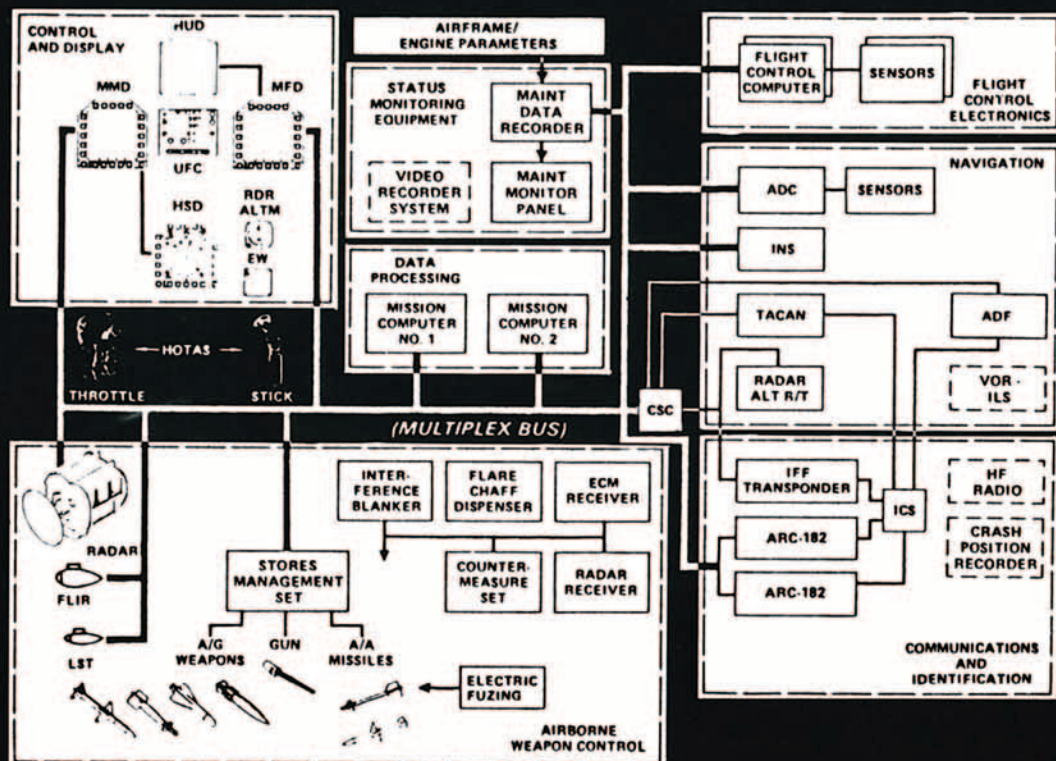 CONTROL
AND DISPLAY
HUD
MMD
MFD
UFC
HSD
RDR
ALTM
EW
AIRFRAME/
ENGINE PARAMETERS
STATUS
MONITORING
EQUIPMENT
MAINT
DATA
RECORDER
VIDEO
RECORDER
SYSTEM
MAINT
MONITOR
PANEL
DATA
PROCESSING
MISSION
COMPUTER
NO. 1
MISSION
COMPUTER
NO. 2
FLIGHT
CONTROL
COMPUTER
SENSORS
FLIGHT
CONTROL
ELECTRONICS
NAVIGATION
ADC
SENSORS
INS
TACAN
ADF
RADAR
ALT R/T
VOR -
ILS
CSC
HOTAS
THROTTLE
STICK
(MULTIPLEX BUS)
RADAR
FLIR
LST
INTER-
FERENCE
BLANKER
FLARE
CHAFF
DISPENSER
ECM
RECEIVER
STORES
MANAGEMENT
SET
COUNTER-
MEASURE
SET
RADAR
RECEIVER
A/G
WEAPONS
GUN
A/A
MISSILES
ELECTRIC
FUZING
AIRBORNE
WEAPON CONTROL
IFF
TRANSPONDER
ICS
HF
RADIO
ARC-182
CRASH
POSITION
RECORDER
ARC-182
COMMUNICATIONS
AND
IDENTIFICATION